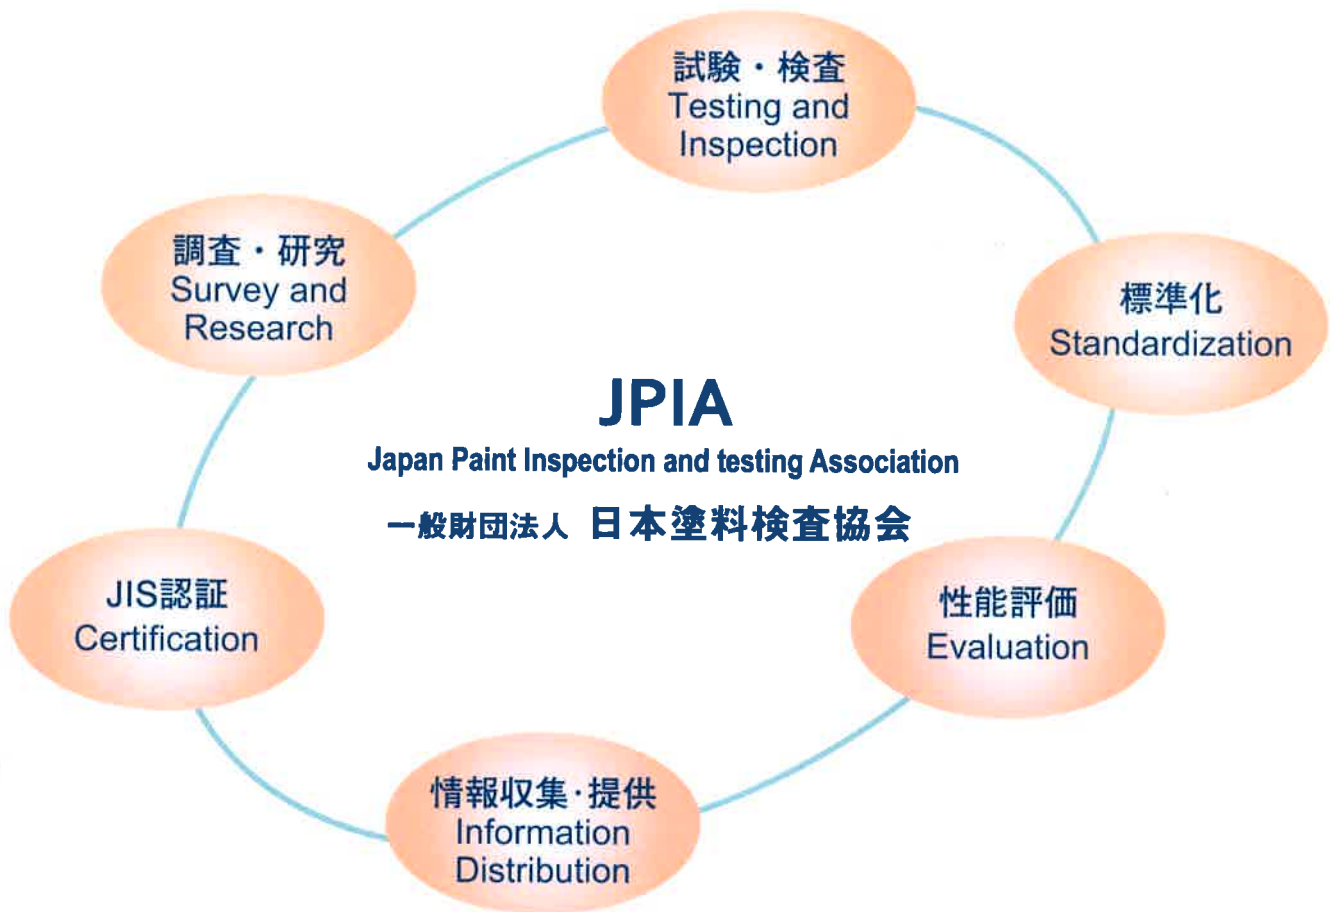 試験・検査
Testing and
Inspection
調査・研究
Survey and
Research
標準化
Standardization
JPIA
Japan Paint Inspection and testing Association
一般財団法人 日本塗料検査協会
JIS認証
Certification
性能評価
Evaluation
情報収集・提供
Information
Distribution